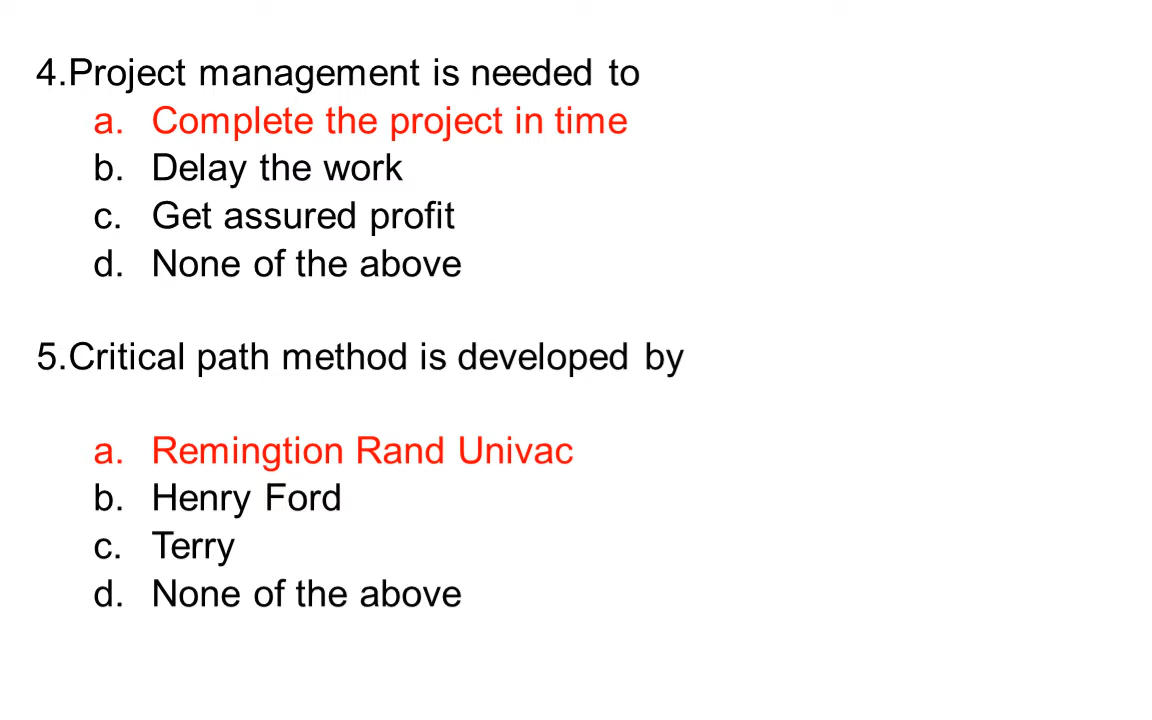 4.Project management is needed to
a. Complete the project in time
b. Delay the work
c. Get assured profit
d. None of the above
5.Critical path method is developed by
a. Remingtion Rand Univac
b. Henry Ford
c. Terry
d. None of the above